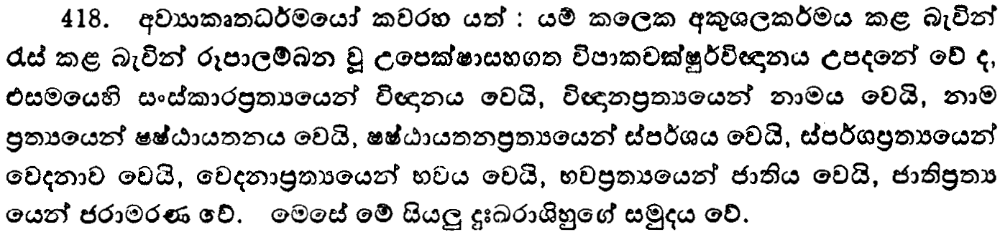 418. අව්‍යාකෘතධර්මයෝ කවරහ යත් : යම් කලෙක අකුශලකර්මය කළ බැවින්
රැස් කළ බැවින් රූපාලම්බන වූ උපෙක්ෂාසහගත විපාකචක්ෂුර්විඥානය උපදනේ වේ ද,
එසමයෙහි සංස්කාරප්‍රත්‍යයෙන් විඥානය වෙයි, විඥානප්‍රත්‍යයෙන් නාමය වෙයි, නාම
ප්‍රත්‍යයෙන් ෂෂ්ඨායතනය වෙයි, ෂෂ්ඨායතනප්‍රත්‍යයෙන් ස්පර්ශය වෙයි, ස්පර්ශප්‍රත්‍යයෙන්
වෙදනාව වෙයි, වෙදනාප්‍රත්‍යයෙන් භවය වෙයි, භවප්‍රත්‍යයෙන් ජාතිය වෙයි, ජාතිප්‍රත්‍ය
යෙන් ජරාමරණ වේ. මෙසේ මේ සියලු දුඃඛරාශිහුගේ සමුදය වේ.